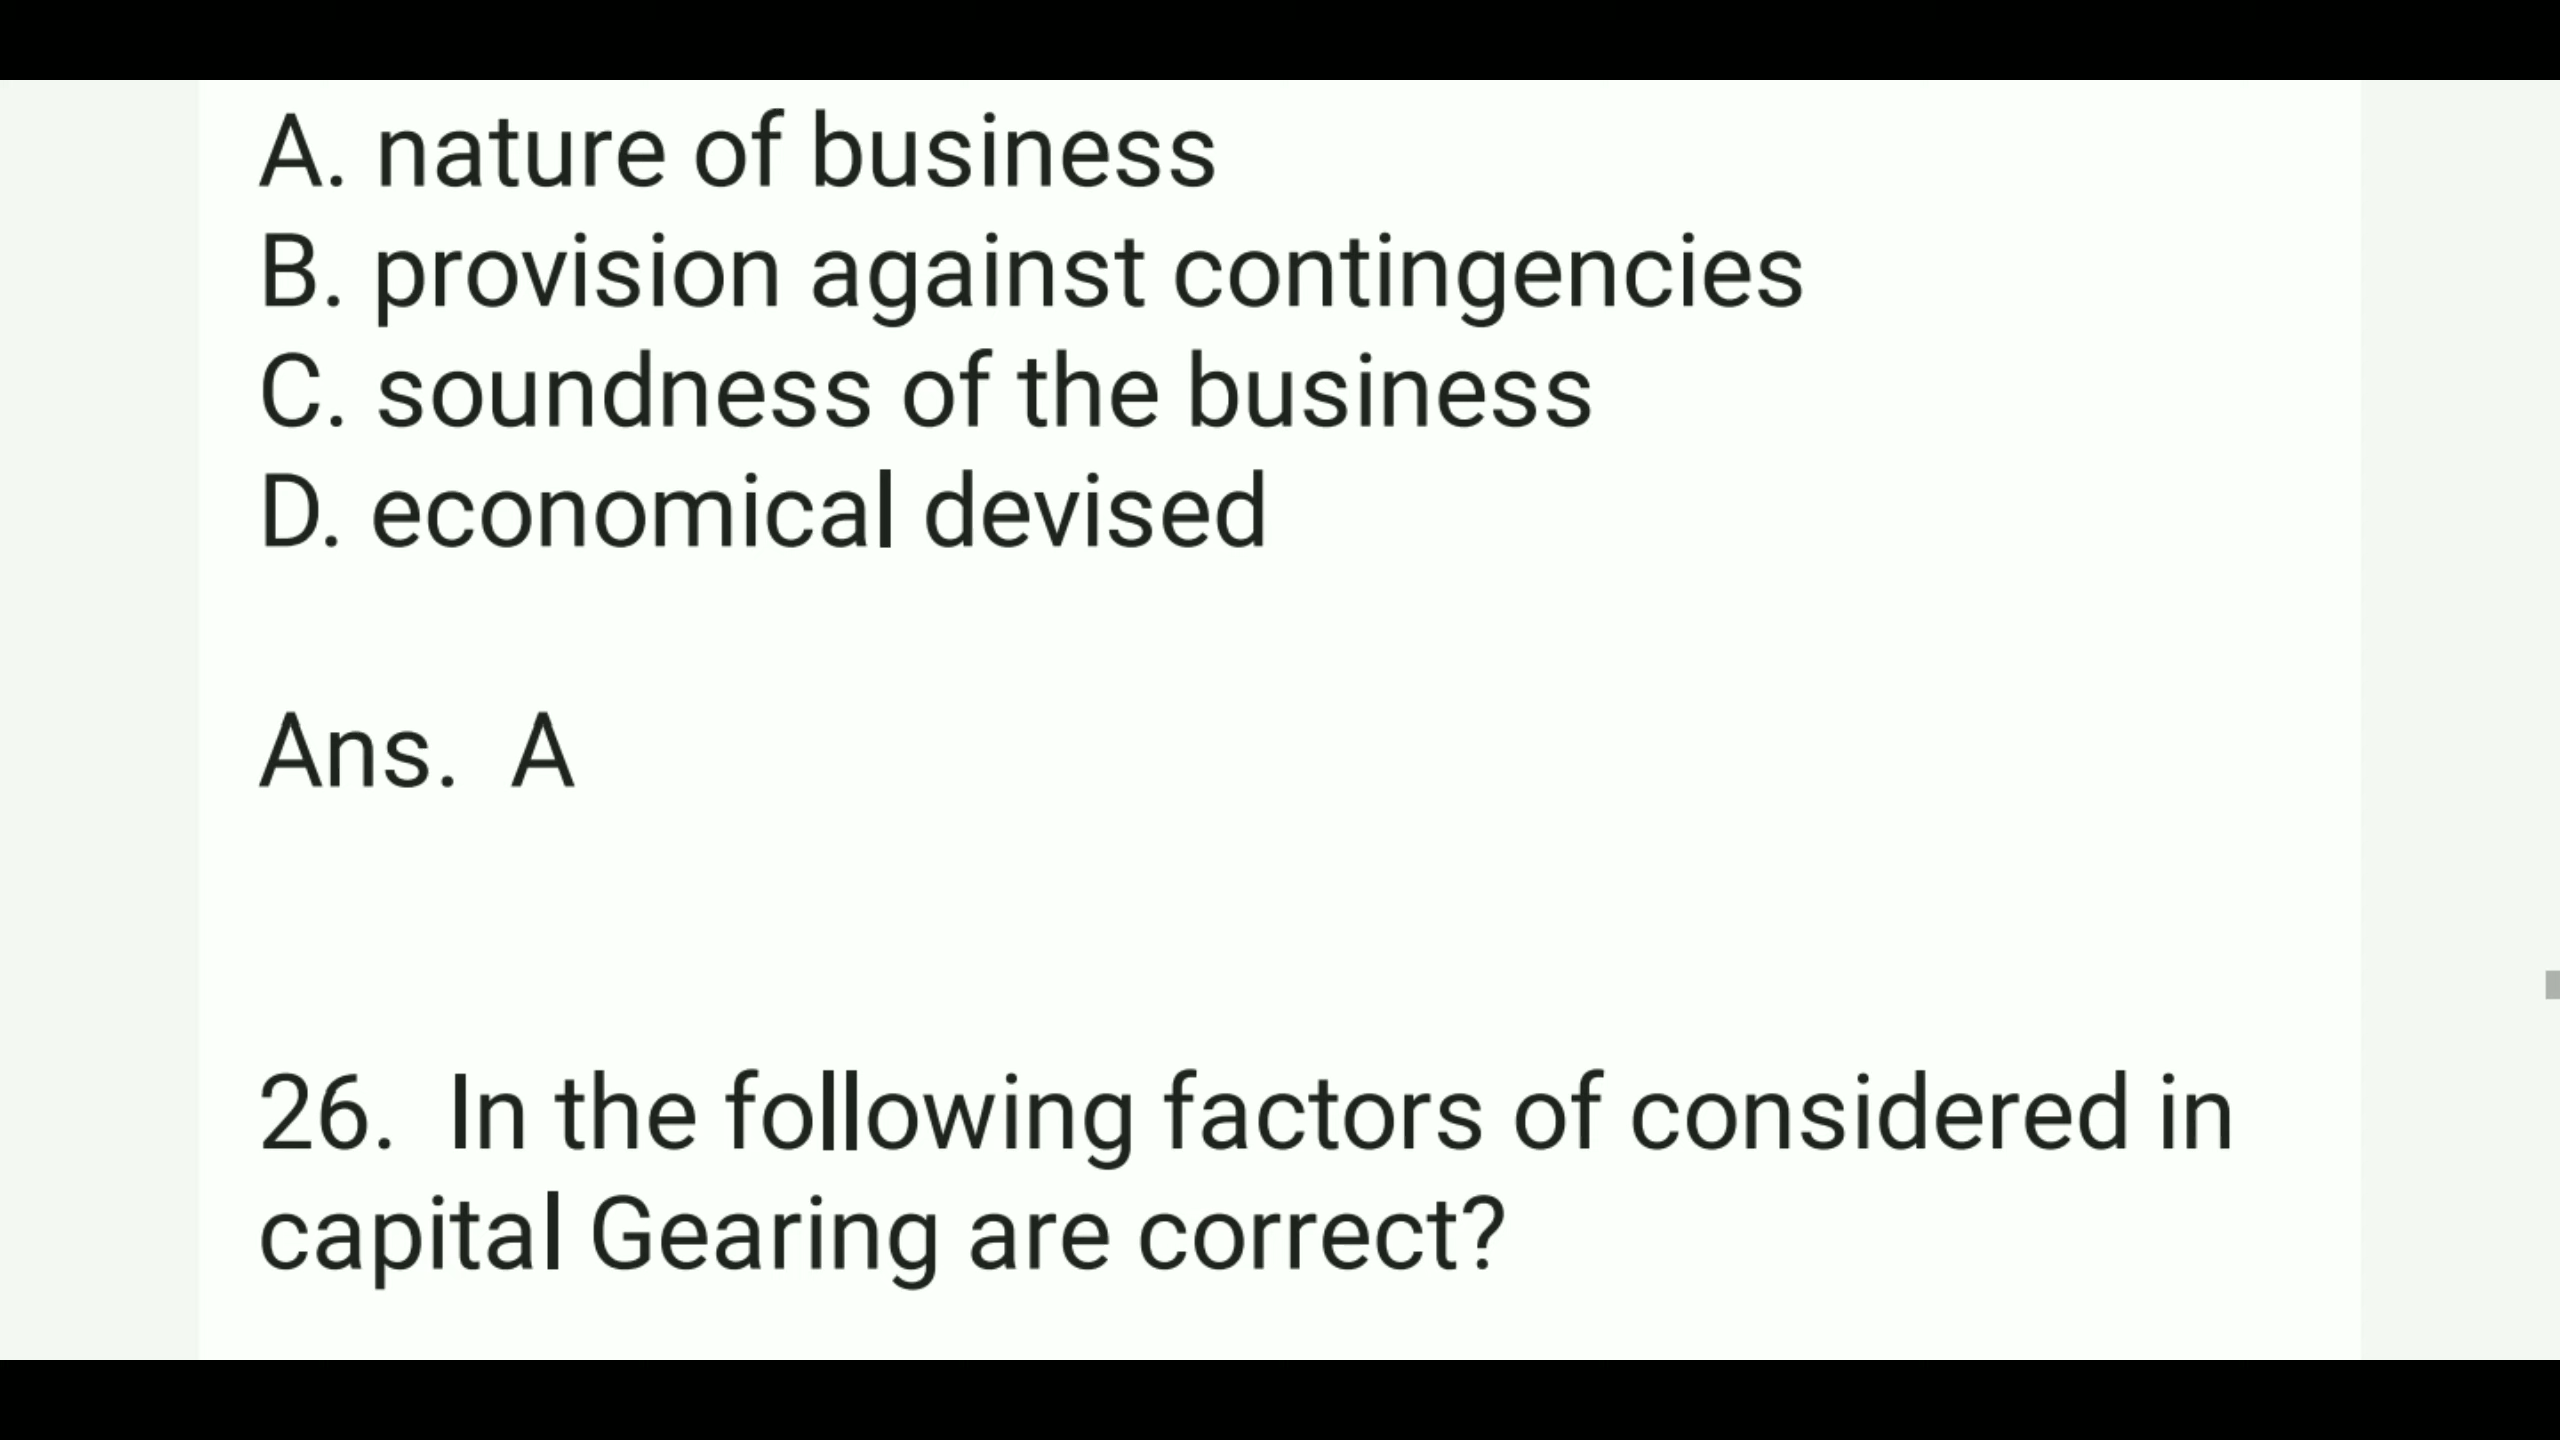 A. nature of business
B. provision against contingencies
C. soundness of the business
D. economical devised
Ans.  A
26.  In the following factors of considered in
capital Gearing are correct?